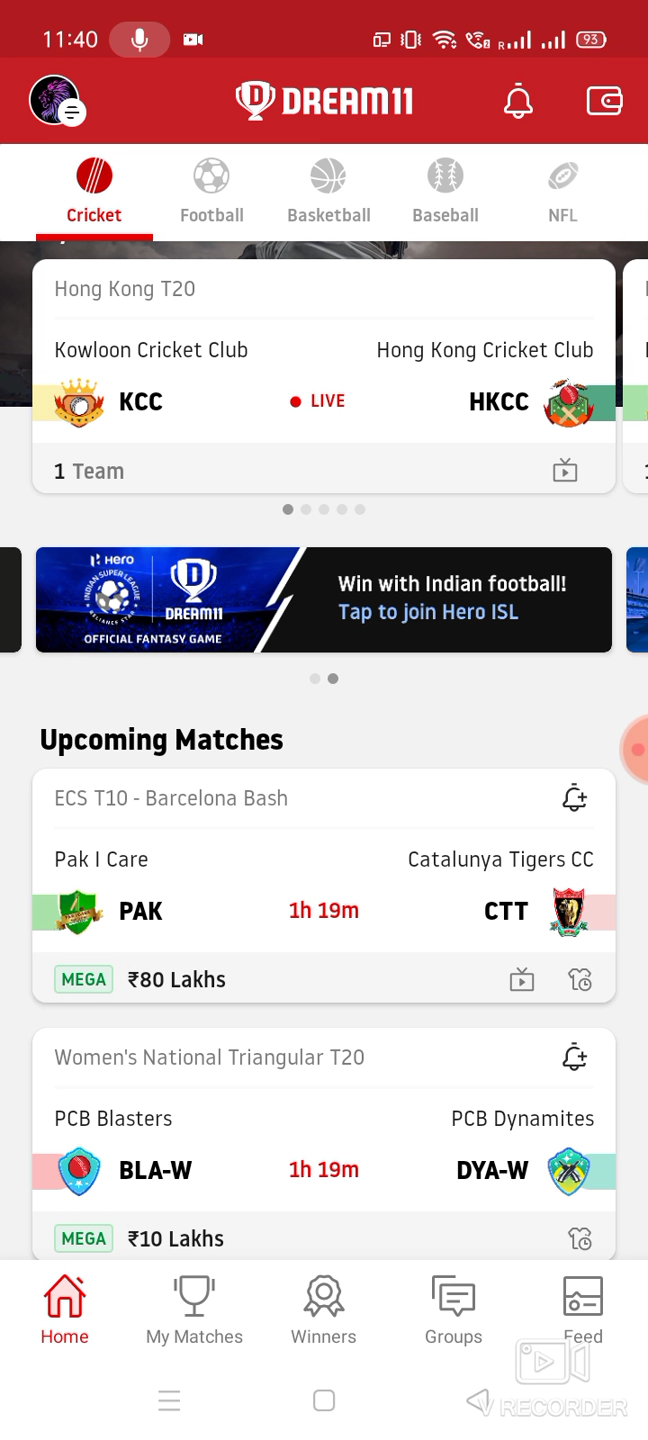 11:40
R
93
DREAM11
Cricket Football Basketball Baseball NFL
Hong Kong T20
Kowloon Cricket Club Hong Kong Cricket Club
KCC LIVE HKCC
1 Team
Hero
INDIAN SUPER LEAGUE
RELIANCE STAR
DREAM11
OFFICIAL FANTASY GAME
Win with Indian football!
Tap to join Hero ISL
Upcoming Matches
ECS T10 - Barcelona Bash
Pak I Care Catalunya Tigers CC
PAK 1h 19m CTT
MEGA ₹80 Lakhs
Women's National Triangular T20
PCB Blasters PCB Dynamites
BLA-W 1h 19m DYA-W
MEGA ₹10 Lakhs
Home My Matches Winners Groups Feed
V RECORDER